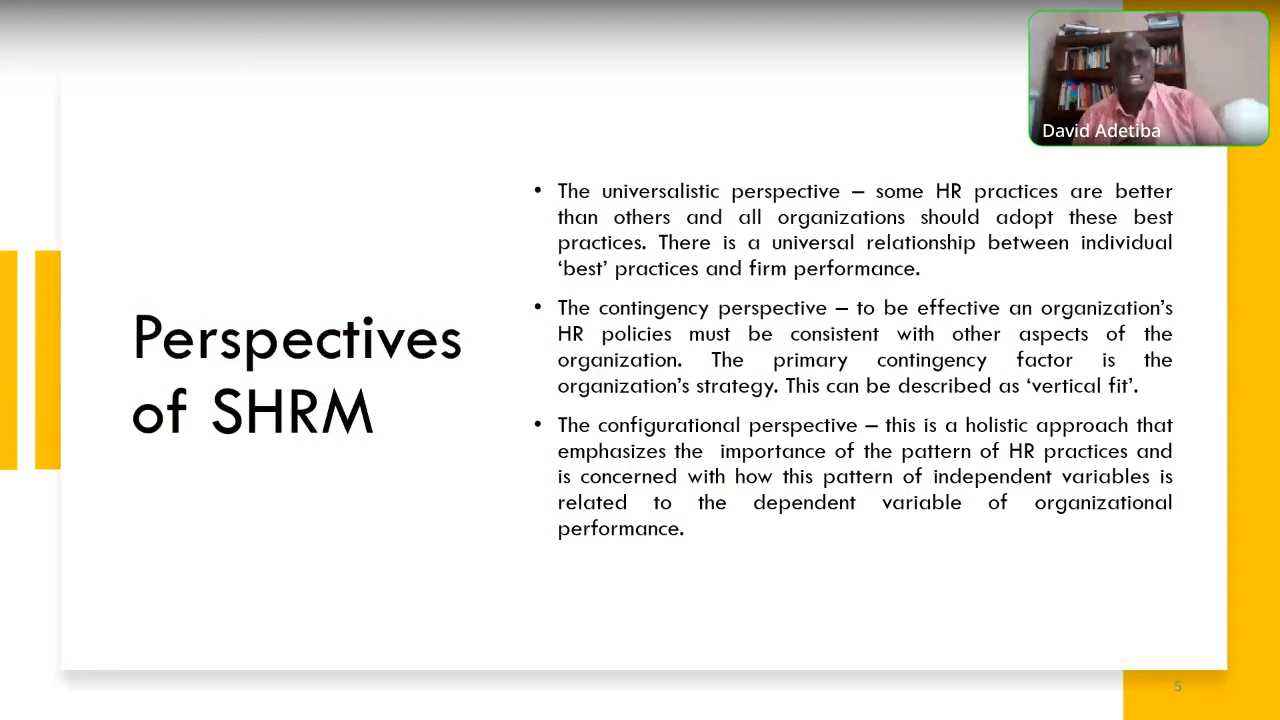 David Adetiba
Perspectives
of SHRM
• The universalistic perspective – some HR practices are better
than others and all organizations should adopt these best
practices. There is a universal relationship between individual
‘best’ practices and firm performance.
• The contingency perspective – to be effective an organization’s
HR policies must be consistent with other aspects of the
organization. The primary contingency factor is the
organization’s strategy. This can be described as ‘vertical fit’.
• The configurational perspective – this is a holistic approach that
emphasizes the importance of the pattern of HR practices and
is concerned with how this pattern of independent variables is
related to the dependent variable of organizational
performance.
5